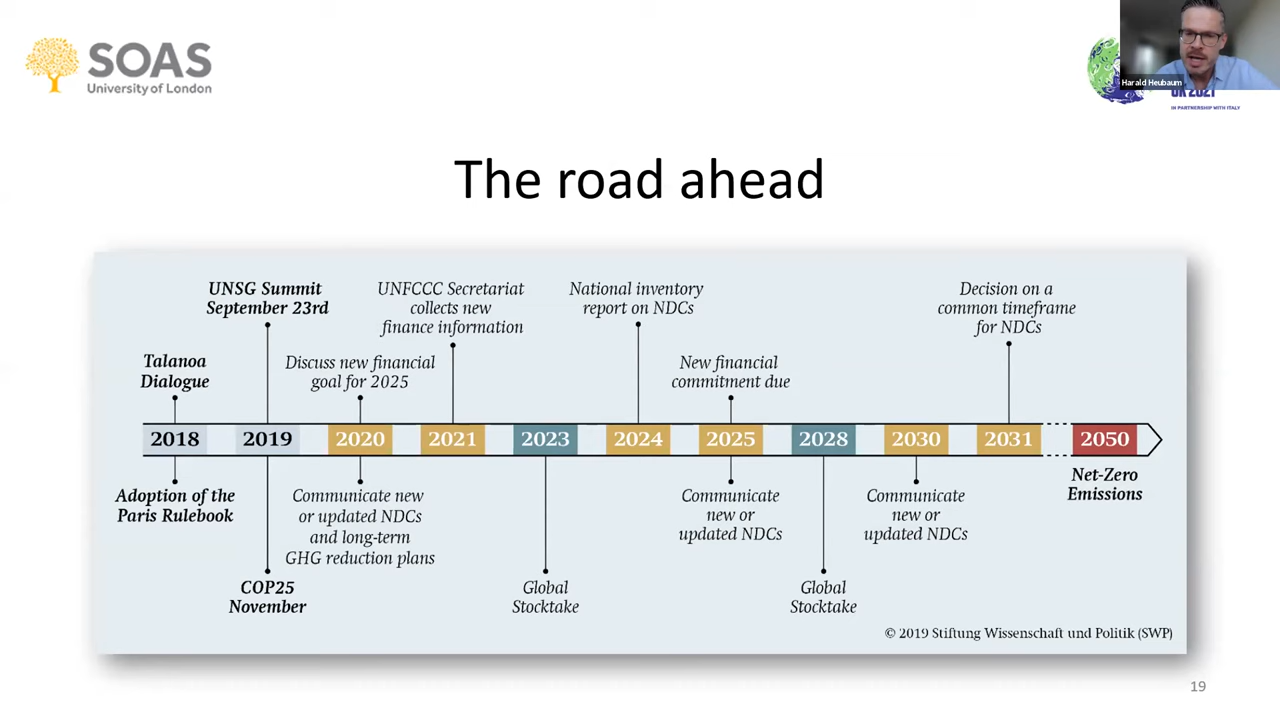 SOAS
University of London
Harald Heubaum
UK 2021
IN PARTNERSHIP WITH ITALY
The road ahead
UNSG Summit
September 23rd
UNFCCC Secretariat
collects new
finance information
National inventory
report on NDCs
Decision on a
common timeframe
for NDCs
Talanoa
Dialogue
Discuss new financial
goal for 2025
New financial
commitment due
2018
2019
2020
2021
2023
2024
2025
2028
2030
2031
2050
Adoption of the
Paris Rulebook
Communicate new
or updated NDCs
and long-term
GHG reduction plans
Communicate
new or
updated NDCs
Communicate
new or
updated NDCs
Net-Zero
Emissions
COP25
November
Global
Stocktake
Global
Stocktake
© 2019 Stiftung Wissenschaft und Politik (SWP)
19